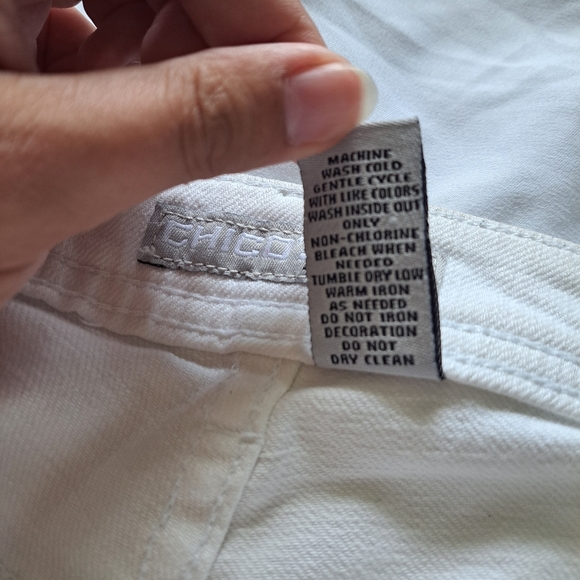 CHICO
MACHINE
WASH COLD
GENTLE CYCLE
WITH LIKE COLORS
WASH INSIDE OUT
ONLY
NON-CHLORINE
BLEACH WHEN
NEEDED
TUMBLE DRY LOW
WARM IRON
AS NEEDED
DO NOT IRON
DECORATION
DO NOT
DRY CLEAN